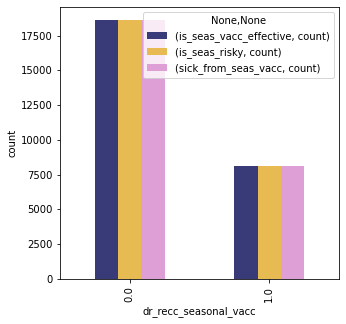 None,None
(is_seas_vacc_effective, count)
(is_seas_risky, count)
(sick_from_seas_vacc, count)
17500
15000
12500
10000
7500
5000
2500
0
count
0.0
1.0
dr_recc_seasonal_vacc